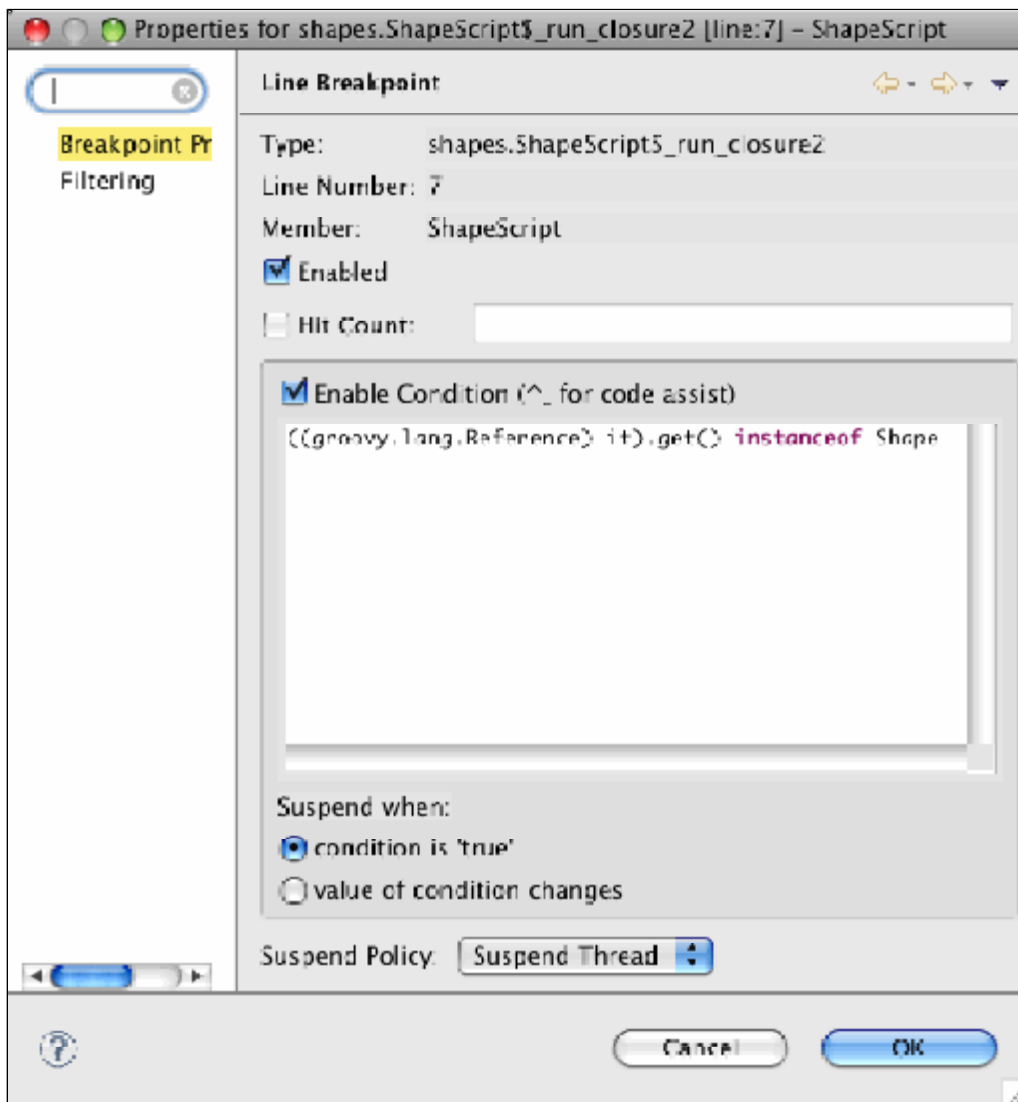 Properties for shapes.ShapeScript$_run_closure2 [line:7] – ShapeScript
Line Breakpoint
Breakpoint Pr
Filtering
Type: shapes.ShapeScript$_run_closure2
Line Number: 7
Member: ShapeScript
Enabled
Hit Count:
Enable Condition (^_ for code assist)
((groovy.lang.Reference) it).get() instanceof Shape
Suspend when:
condition is 'true'
value of condition changes
Suspend Policy: Suspend Thread
?
Cancel
OK